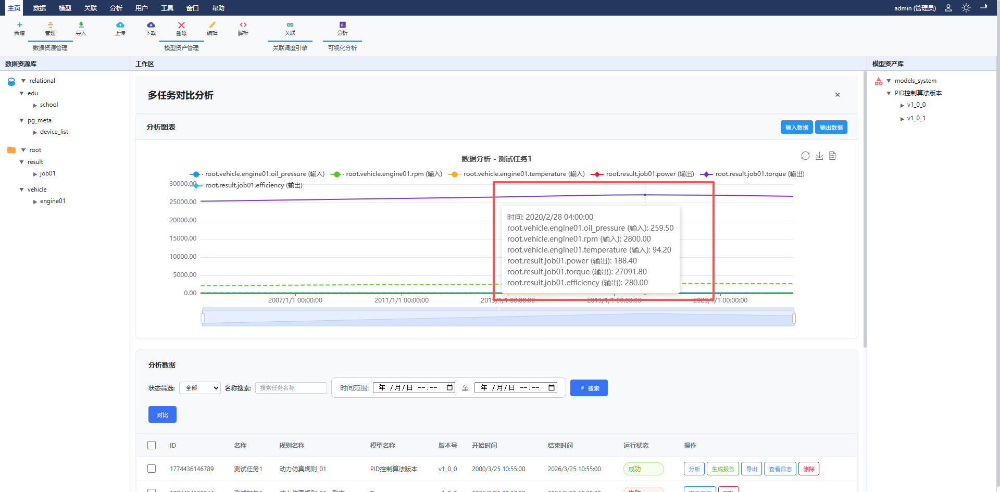 主页 数据 模型 关联 分析 用户 工具 窗口 帮助 admin (管理员)
新增 管理 导入 上传 下载 删除 编辑 解析 关联 分析
数据资源管理 模型资产管理 关联调度引擎 可视化分析
数据资源库
relational
edu
school
pg_meta
device_list
root
result
job01
vehicle
engine01
工作区
多任务对比分析 ×
分析图表 输入数据 输出数据
数据分析 - 测试任务1
root.vehicle.engine01.oil_pressure (输入) root.vehicle.engine01.rpm (输入) root.vehicle.engine01.temperature (输入) root.result.job01.power (输出) root.result.job01.torque (输出)
root.result.job01.efficiency (输出)
30000.00
25000.00
20000.00
15000.00
10000.00
5000.00
0.00
时间: 2020/2/28 04:00:00
root.vehicle.engine01.oil_pressure (输入): 259.50
root.vehicle.engine01.rpm (输入): 2800.00
root.vehicle.engine01.temperature (输入): 94.20
root.result.job01.power (输出): 188.40
root.result.job01.torque (输出): 27091.80
root.result.job01.efficiency (输出): 280.00
2007/1/1 00:00:00 2011/1/1 00:00:00 2015/1/1 00:00:00 2019/1/1 00:00:00 2023/1/1 00:00:00
分析数据
状态筛选: 全部 名称搜索: 搜索任务名称 时间范围: 年 /月/日 --:-- 至 年 /月/日 --:-- 搜索
对比
ID 名称 规则名称 模型名称 版本号 开始时间 结束时间 运行状态 操作
1774436146789 测试任务1 动力仿真规则_01 PID控制算法版本 v1_0_0 2000/3/25 10:55:00 2026/3/25 10:55:00 成功 分析 生成报告 导出 查看日志 删除
模型资产库
models_system
PID控制算法版本
v1_0_0
v1_0_1